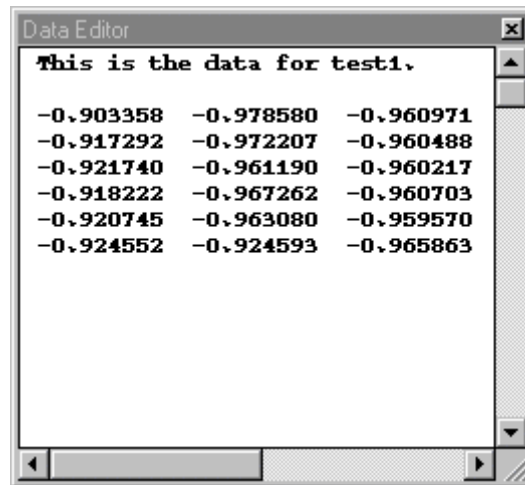 Data Editor
This is the data for test1.
-0.903358 -0.978580 -0.960971
-0.917292 -0.972207 -0.960488
-0.921740 -0.961190 -0.960217
-0.918222 -0.967262 -0.960703
-0.920745 -0.963080 -0.959570
-0.924552 -0.924593 -0.965863